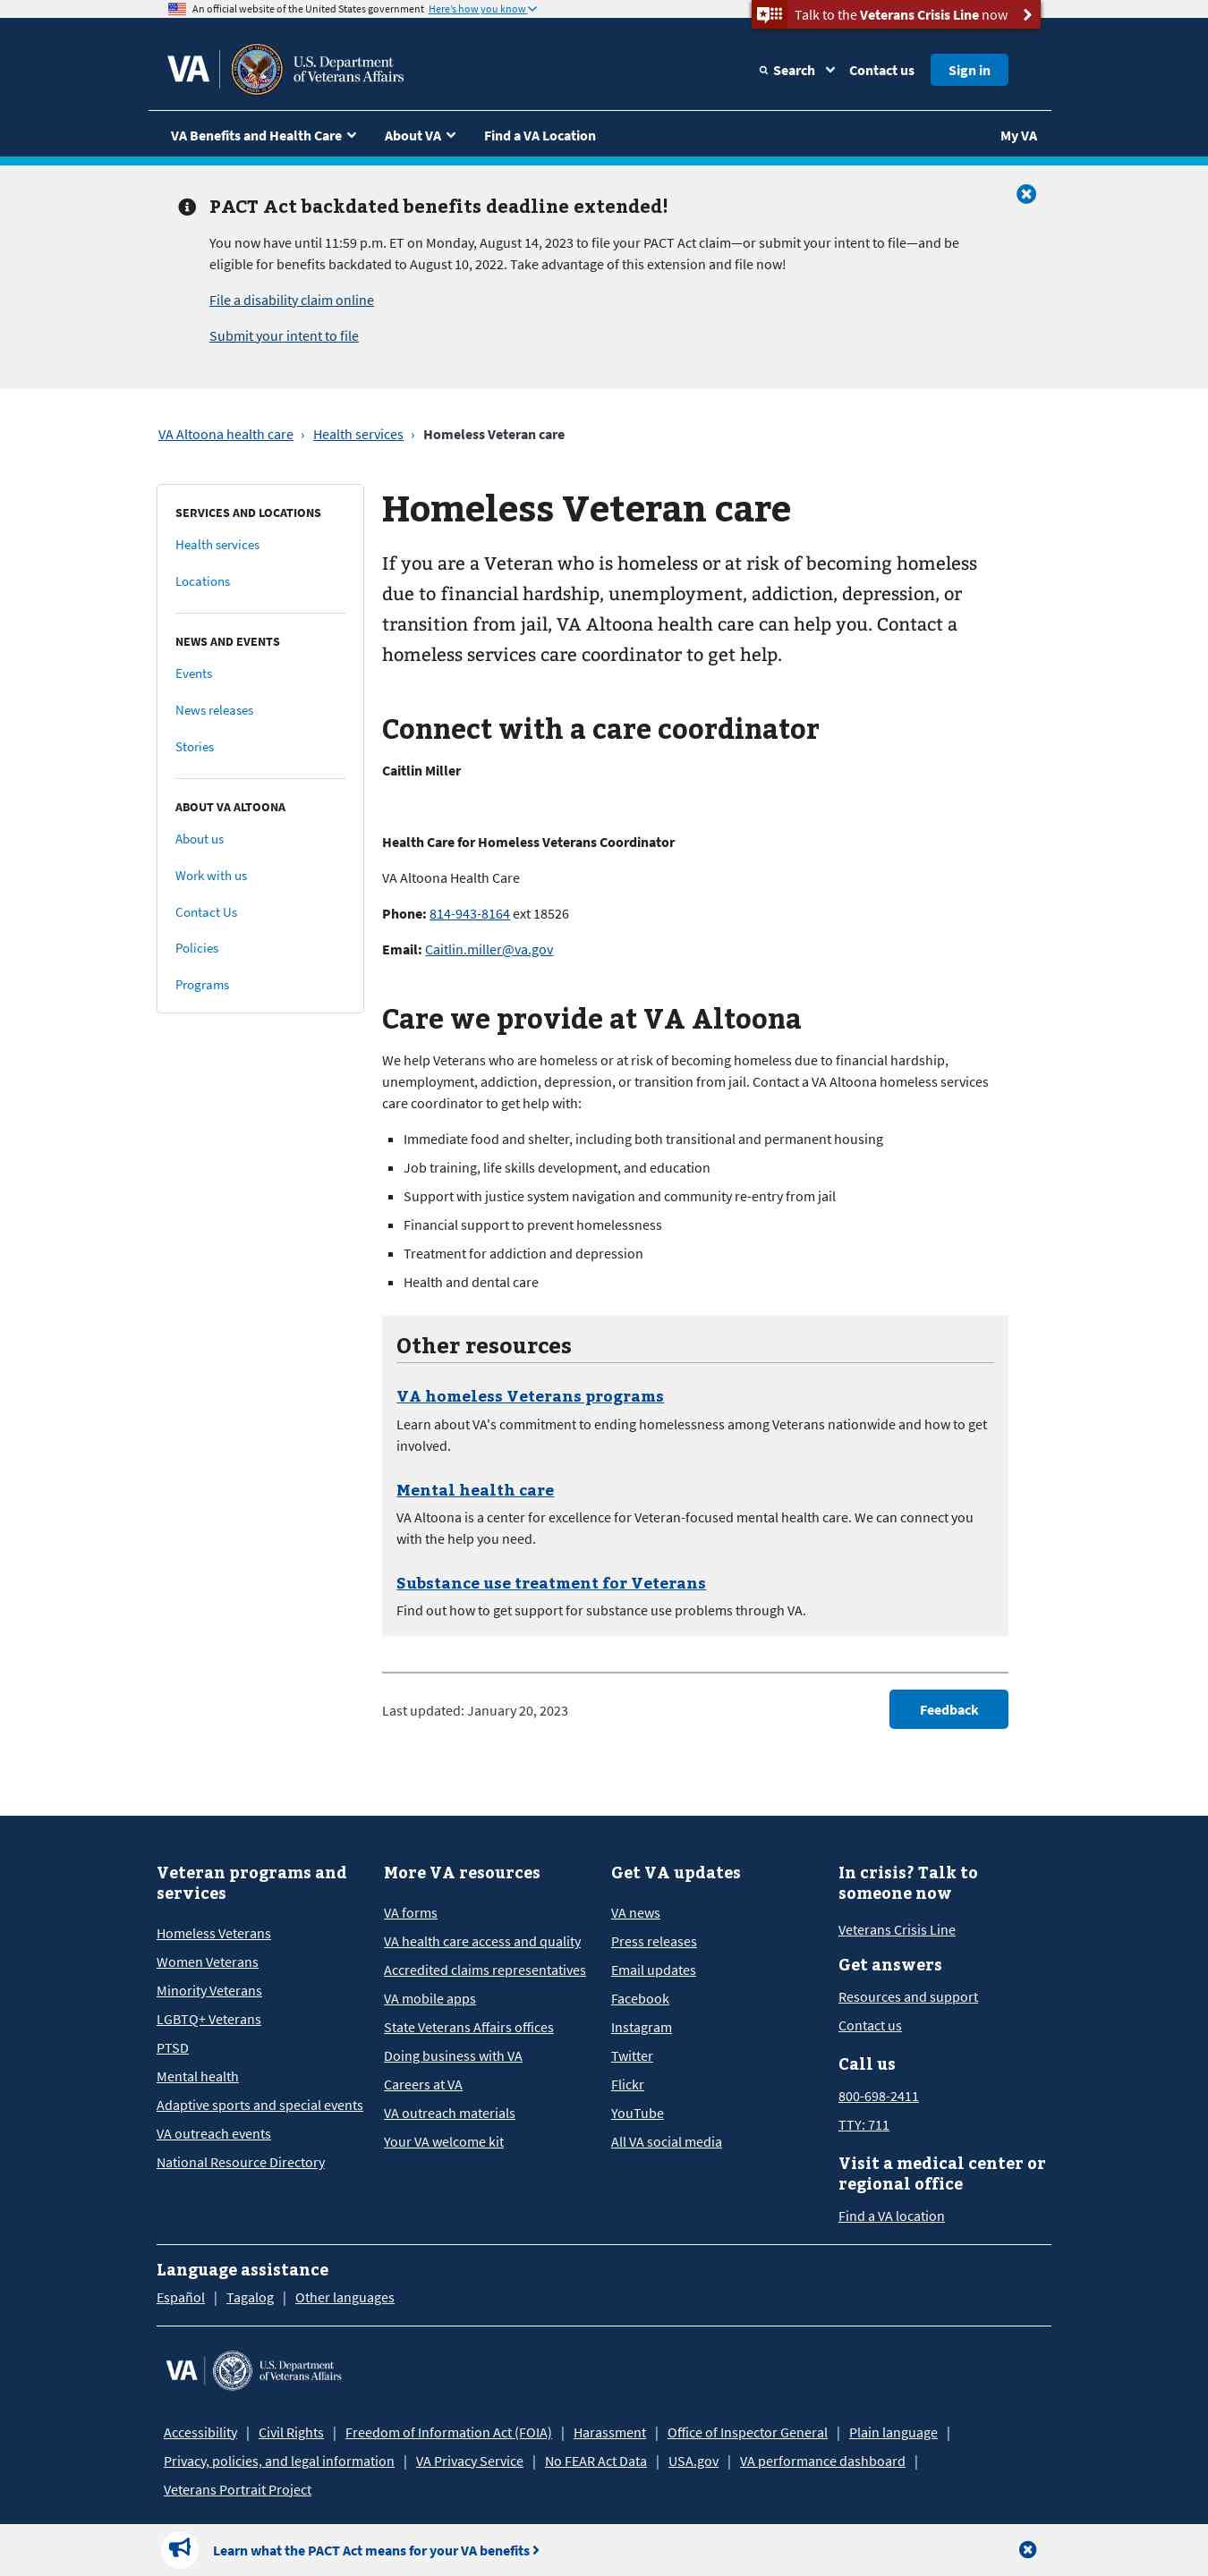 An official website of the United States government Here's how you know
Talk to the Veterans Crisis Line now
VA
U.S. Department
of Veterans Affairs
Search
Contact us
Sign in
VA Benefits and Health Care
About VA
Find a VA Location
My VA
PACT Act backdated benefits deadline extended!
You now have until 11:59 p.m. ET on Monday, August 14, 2023 to file your PACT Act claim—or submit your intent to file—and be
eligible for benefits backdated to August 10, 2022. Take advantage of this extension and file now!
File a disability claim online
Submit your intent to file
VA Altoona health care › Health services › Homeless Veteran care
SERVICES AND LOCATIONS
Health services
Locations
NEWS AND EVENTS
Events
News releases
Stories
ABOUT VA ALTOONA
About us
Work with us
Contact Us
Policies
Programs
Homeless Veteran care
If you are a Veteran who is homeless or at risk of becoming homeless
due to financial hardship, unemployment, addiction, depression, or
transition from jail, VA Altoona health care can help you. Contact a
homeless services care coordinator to get help.
Connect with a care coordinator
Caitlin Miller
Health Care for Homeless Veterans Coordinator
VA Altoona Health Care
Phone: 814-943-8164 ext 18526
Email: Caitlin.miller@va.gov
Care we provide at VA Altoona
We help Veterans who are homeless or at risk of becoming homeless due to financial hardship,
unemployment, addiction, depression, or transition from jail. Contact a VA Altoona homeless services
care coordinator to get help with:
▪ Immediate food and shelter, including both transitional and permanent housing
▪ Job training, life skills development, and education
▪ Support with justice system navigation and community re-entry from jail
▪ Financial support to prevent homelessness
▪ Treatment for addiction and depression
▪ Health and dental care
Other resources
VA homeless Veterans programs
Learn about VA's commitment to ending homelessness among Veterans nationwide and how to get
involved.
Mental health care
VA Altoona is a center for excellence for Veteran-focused mental health care. We can connect you
with the help you need.
Substance use treatment for Veterans
Find out how to get support for substance use problems through VA.
Last updated: January 20, 2023
Feedback
Veteran programs and
services
Homeless Veterans
Women Veterans
Minority Veterans
LGBTQ+ Veterans
PTSD
Mental health
Adaptive sports and special events
VA outreach events
National Resource Directory
More VA resources
VA forms
VA health care access and quality
Accredited claims representatives
VA mobile apps
State Veterans Affairs offices
Doing business with VA
Careers at VA
VA outreach materials
Your VA welcome kit
Get VA updates
VA news
Press releases
Email updates
Facebook
Instagram
Twitter
Flickr
YouTube
All VA social media
In crisis? Talk to
someone now
Veterans Crisis Line
Get answers
Resources and support
Contact us
Call us
800-698-2411
TTY: 711
Visit a medical center or
regional office
Find a VA location
Language assistance
Español | Tagalog | Other languages
VA
U.S. Department
of Veterans Affairs
Accessibility | Civil Rights | Freedom of Information Act (FOIA) | Harassment | Office of Inspector General | Plain language |
Privacy, policies, and legal information | VA Privacy Service | No FEAR Act Data | USA.gov | VA performance dashboard |
Veterans Portrait Project
Learn what the PACT Act means for your VA benefits